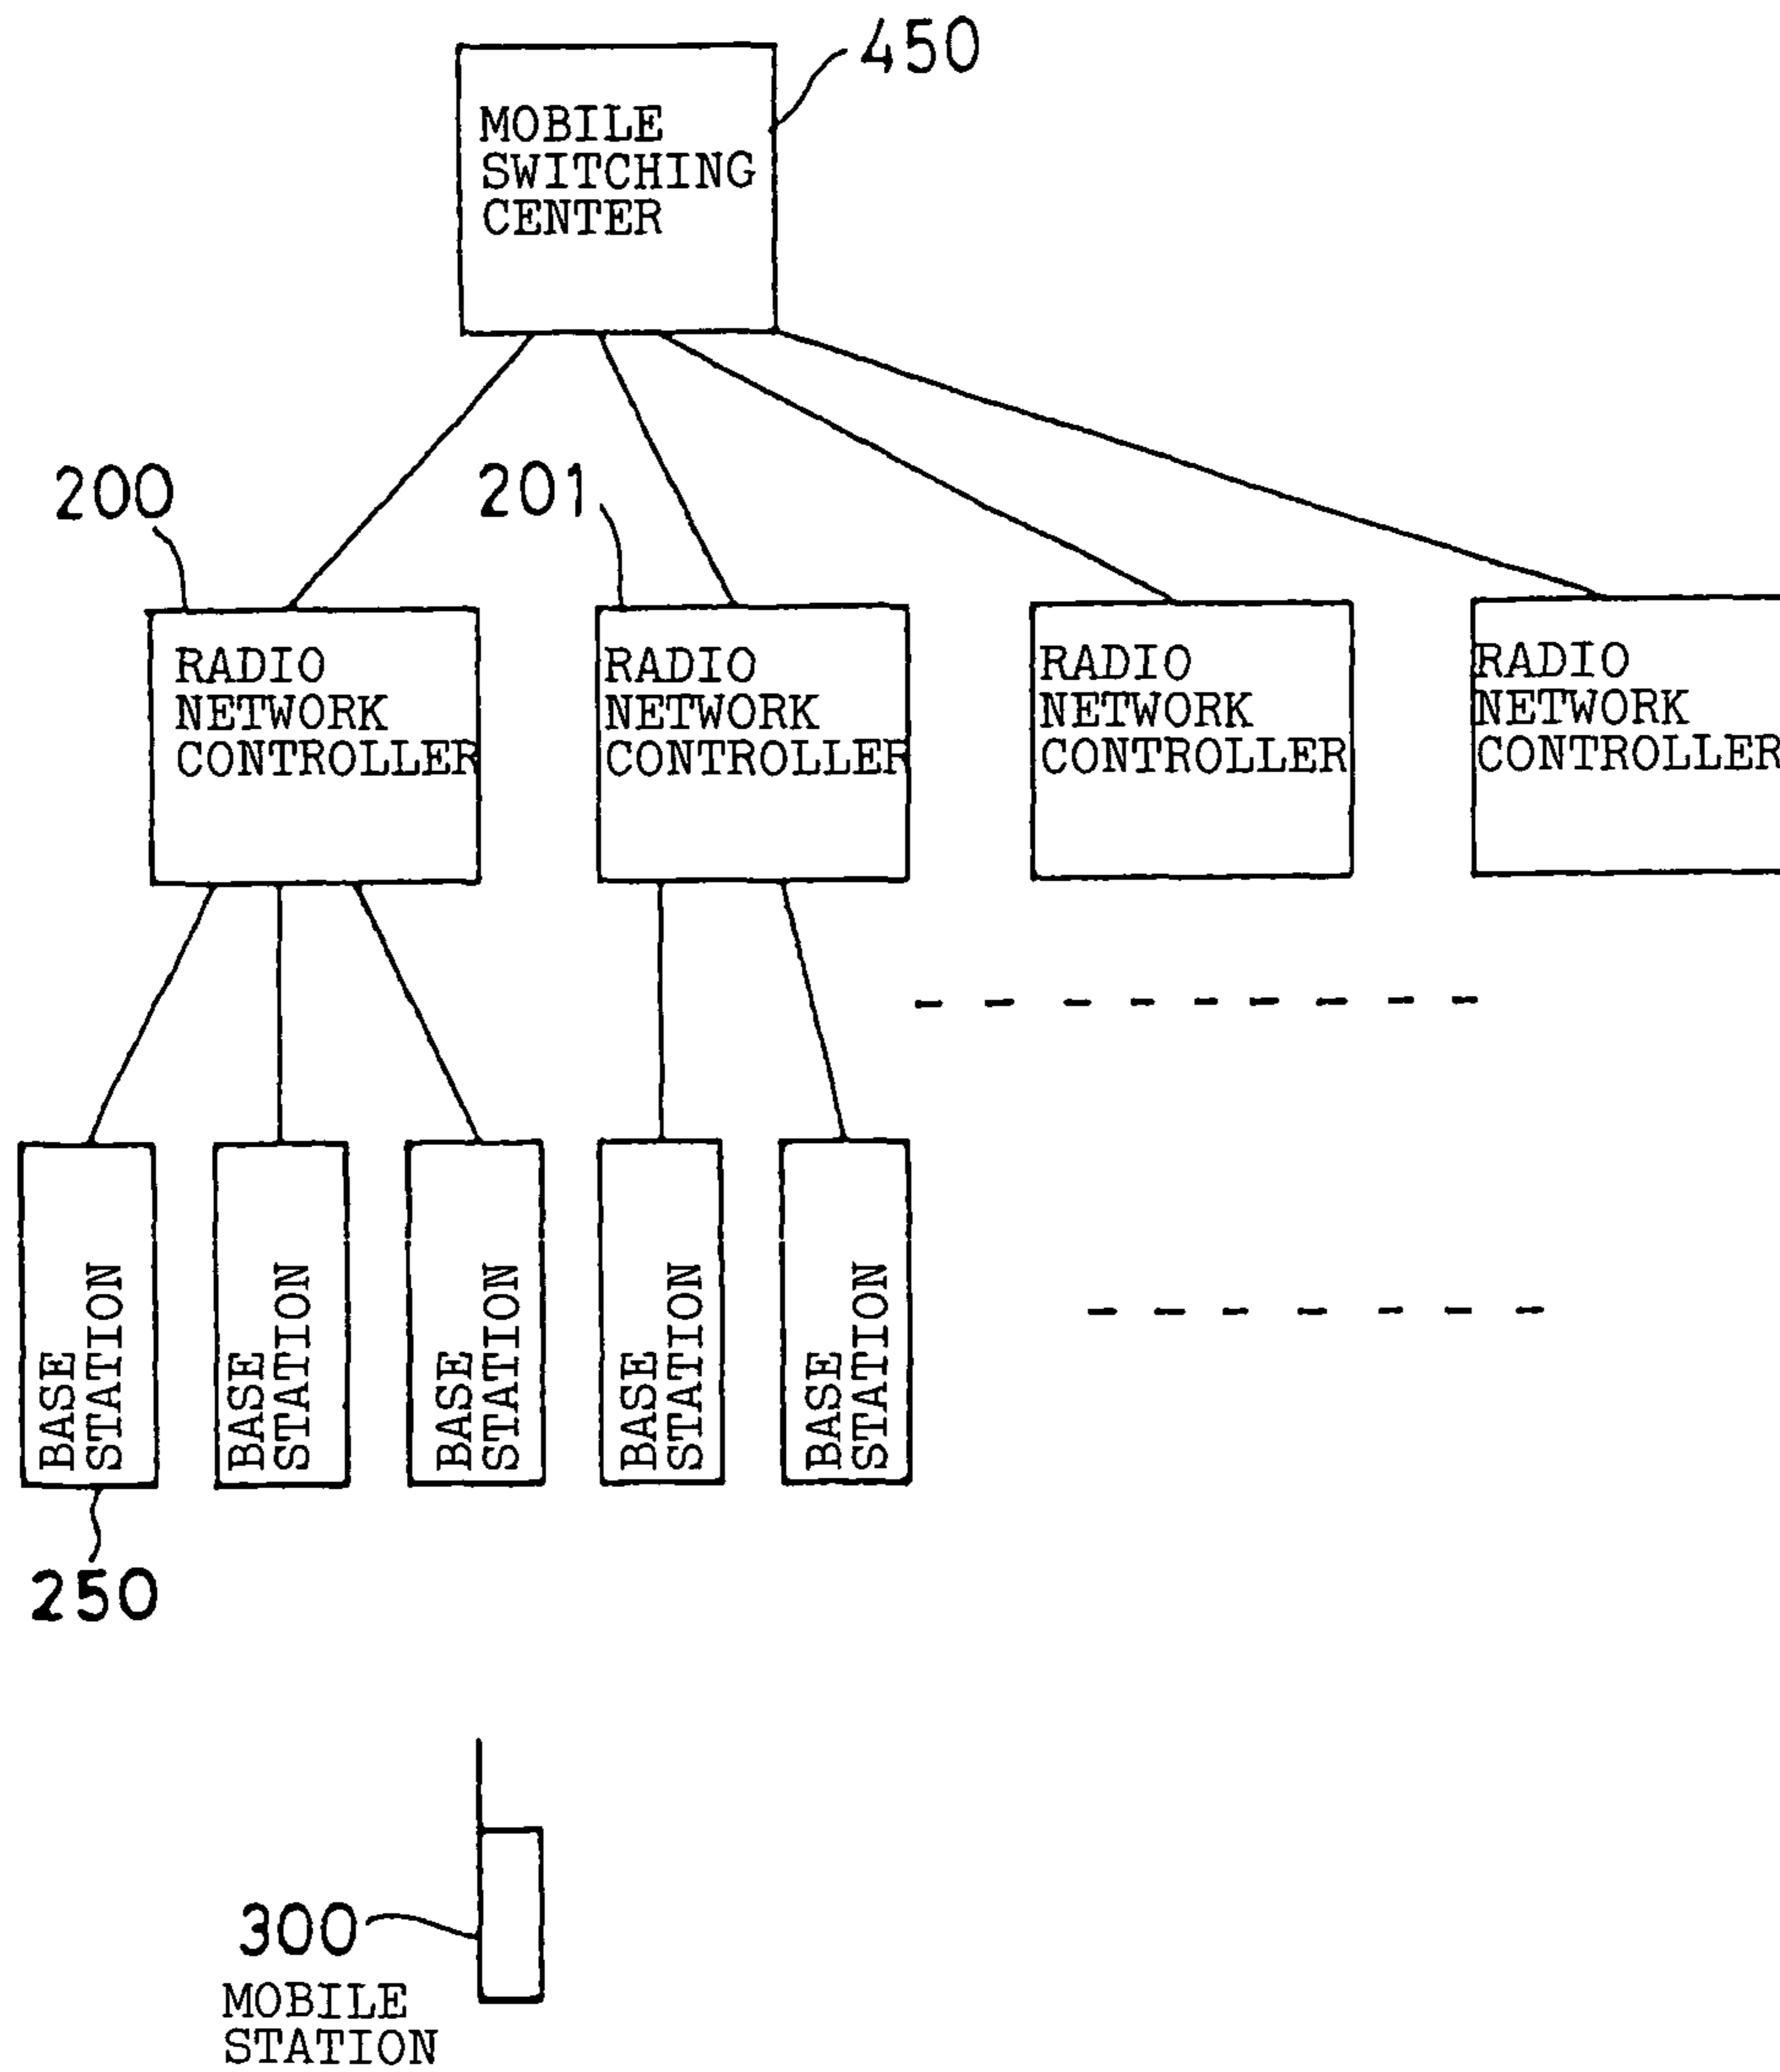 450
MOBILE
SWITCHING
CENTER
200
201
RADIO
NETWORK
CONTROLLER
RADIO
NETWORK
CONTROLLER
RADIO
NETWORK
CONTROLLER
RADIO
NETWORK
CONTROLLER
BASE
STATION
BASE
STATION
BASE
STATION
BASE
STATION
BASE
STATION
250
300
MOBILE
STATION